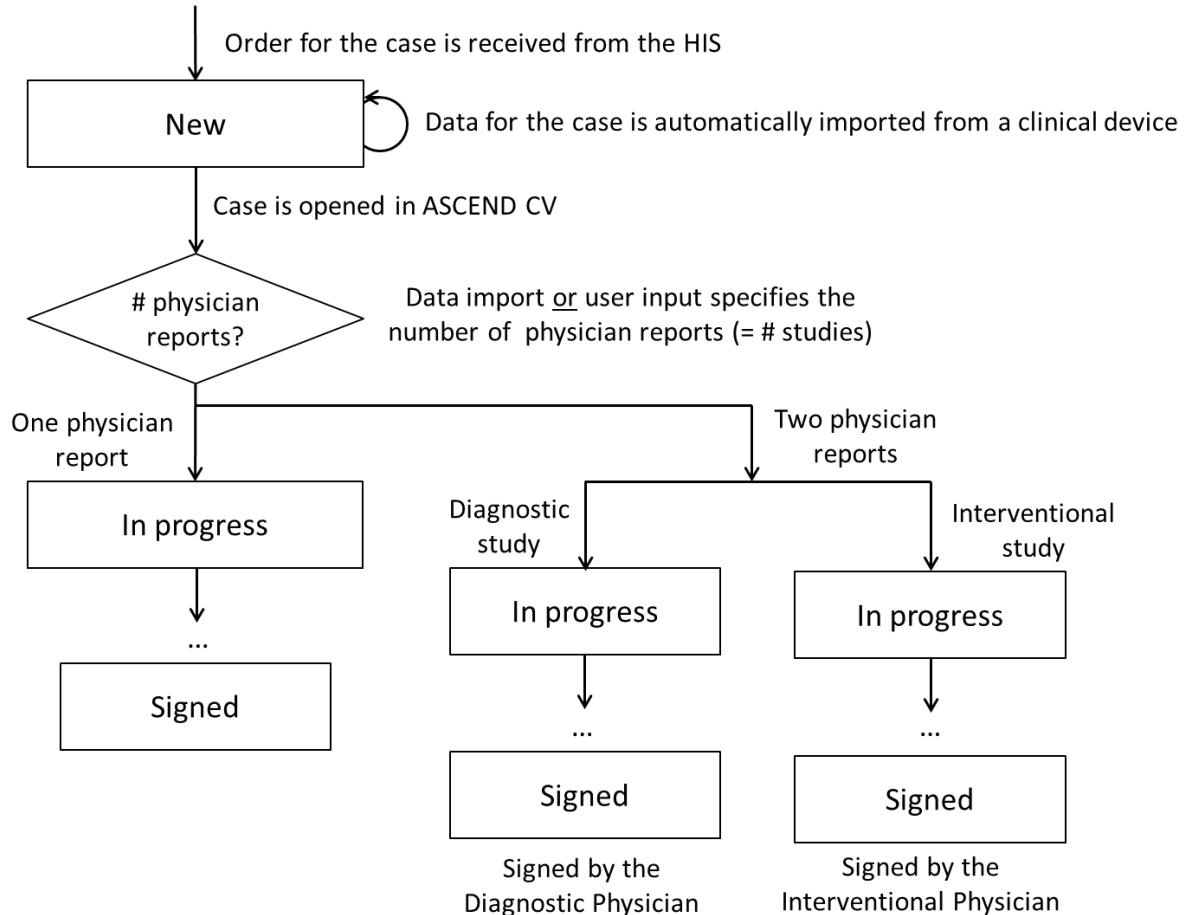 Order for the case is received from the HIS
New
Data for the case is automatically imported from a clinical device
Case is opened in ASCEND CV
# physician
reports?
Data import or user input specifies the
number of physician reports (= # studies)
One physician
report
Two physician
reports
In progress
Diagnostic
study
Interventional
study
In progress
In progress
...
Signed
...
...
Signed
Signed
Signed by the
Diagnostic Physician
Signed by the
Interventional Physician